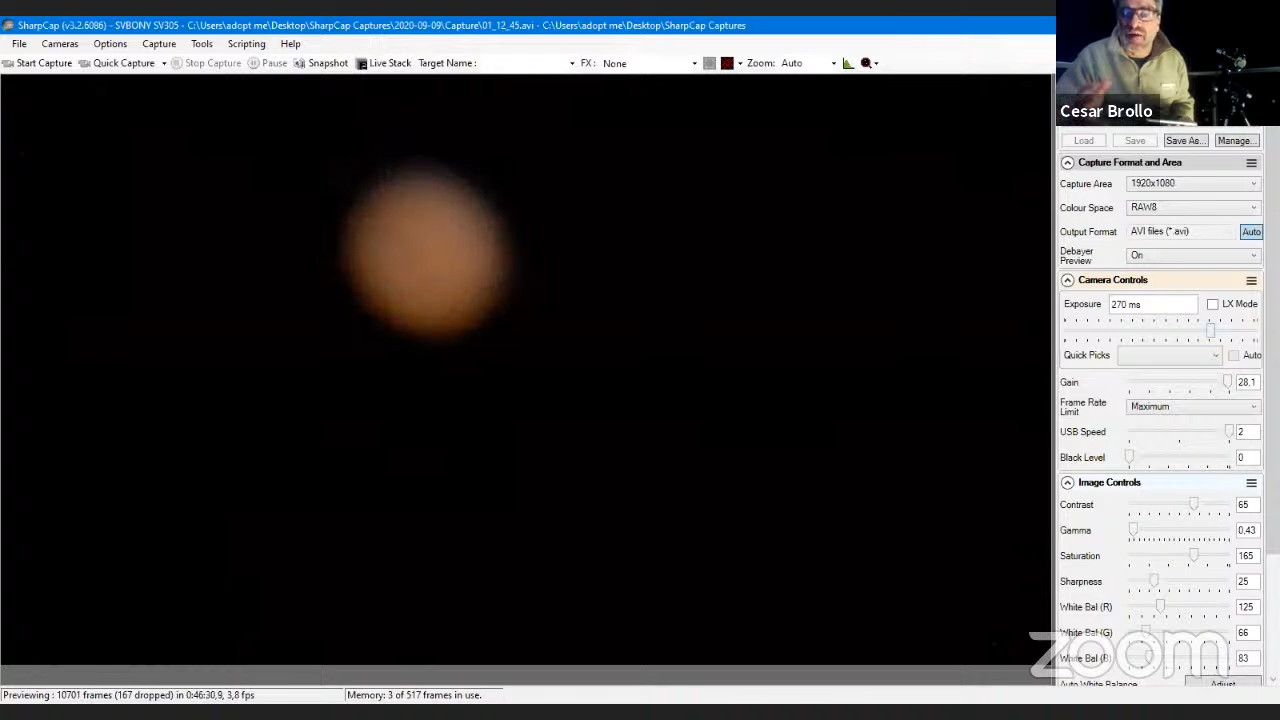 SharpCap (v3.2.6086) - SVBONY SV305 - C:\Users\adopt me\Desktop\SharpCap Captures\2020-09-09\Capture\01_12_45.avi - C:\Users\adopt me\Desktop\SharpCap Captures
File Cameras Options Capture Tools Scripting Help
Start Capture Quick Capture Stop Capture Pause Snapshot Live Stack Target Name : FX : None Zoom: Auto
Cesar Brollo
Load Save Save As... Manage...
Capture Format and Area
Capture Area 1920x1080
Colour Space RAW8
Output Format AVI files (*.avi) Auto
Debayer Preview On
Camera Controls
Exposure 270 ms LX Mode
Quick Picks Auto
Gain 28.1
Frame Rate Limit Maximum
USB Speed 2
Black Level 0
Image Controls
Contrast 65
Gamma 0,43
Saturation 165
Sharpness 25
White Bal (R) 125
White Bal (G) 66
White Bal (B) 83
Auto White Balance Adjust
zoom
Previewing : 10701 frames (167 dropped) in 0:46:30,9, 3,8 fps Memory: 3 of 517 frames in use.